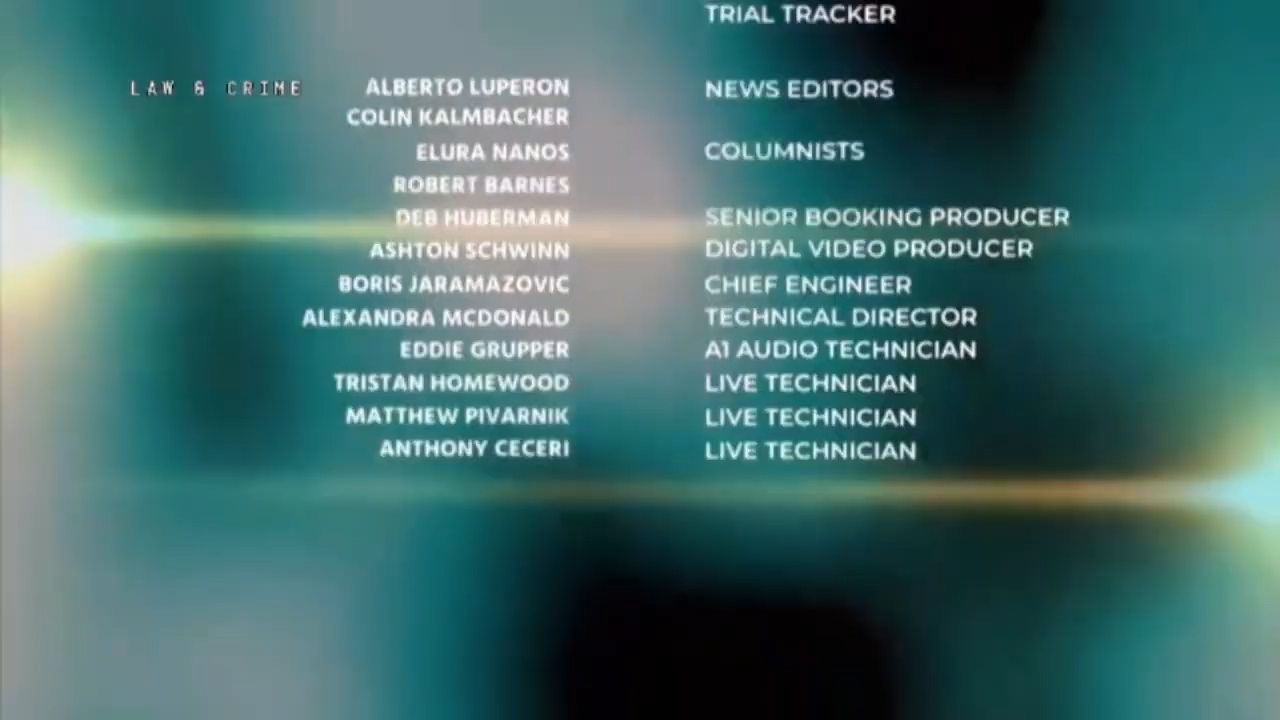 TRIAL TRACKER
LAW & CRIME
ALBERTO LUPERON NEWS EDITORS
COLIN KALMBACHER
ELURA NANOS COLUMNISTS
ROBERT BARNES
DEB HUBERMAN SENIOR BOOKING PRODUCER
ASHTON SCHWINN DIGITAL VIDEO PRODUCER
BORIS JARAMAZOVIC CHIEF ENGINEER
ALEXANDRA MCDONALD TECHNICAL DIRECTOR
EDDIE GRUPPER A1 AUDIO TECHNICIAN
TRISTAN HOMEWOOD LIVE TECHNICIAN
MATTHEW PIVARNIK LIVE TECHNICIAN
ANTHONY CECERI LIVE TECHNICIAN